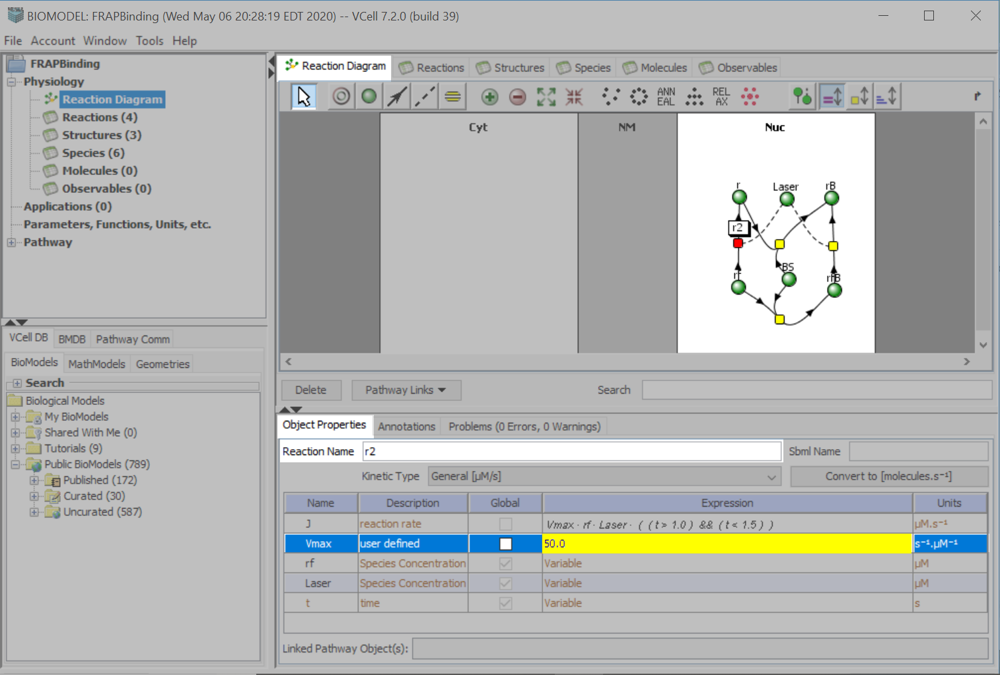 BIOMODEL: FRAPBinding (Wed May 06 20:28:19 EDT 2020) -- VCell 7.2.0 (build 39)
File Account Window Tools Help
FRAPBinding
Physiology
Reaction Diagram
Reactions (4)
Structures (3)
Species (6)
Molecules (0)
Observables (0)
Applications (0)
Parameters, Functions, Units, etc.
Pathway
VCell DB BMDB Pathway Comm
BioModels MathModels Geometries
Search
Biological Models
My BioModels
Shared With Me (0)
Tutorials (9)
Public BioModels (789)
Published (172)
Curated (30)
Uncurated (587)
Reaction Diagram Reactions Structures Species Molecules Observables
ANN EAL REL AX
Cyt NM Nuc
r Laser rB
r2
rf BS rfB
Delete Pathway Links Search
Object Properties Annotations Problems (0 Errors, 0 Warnings)
Reaction Name r2 Sbml Name
Kinetic Type General [µM/s] Convert to [molecules.s⁻¹]
Name Description Global Expression Units
J reaction rate Vmax · rf · Laser · ( ( t > 1.0 ) && ( t < 1.5 ) ) µM.s⁻¹
Vmax user defined 50.0 s⁻¹.µM⁻¹
rf Species Concentration Variable µM
Laser Species Concentration Variable µM
t time Variable s
Linked Pathway Object(s):